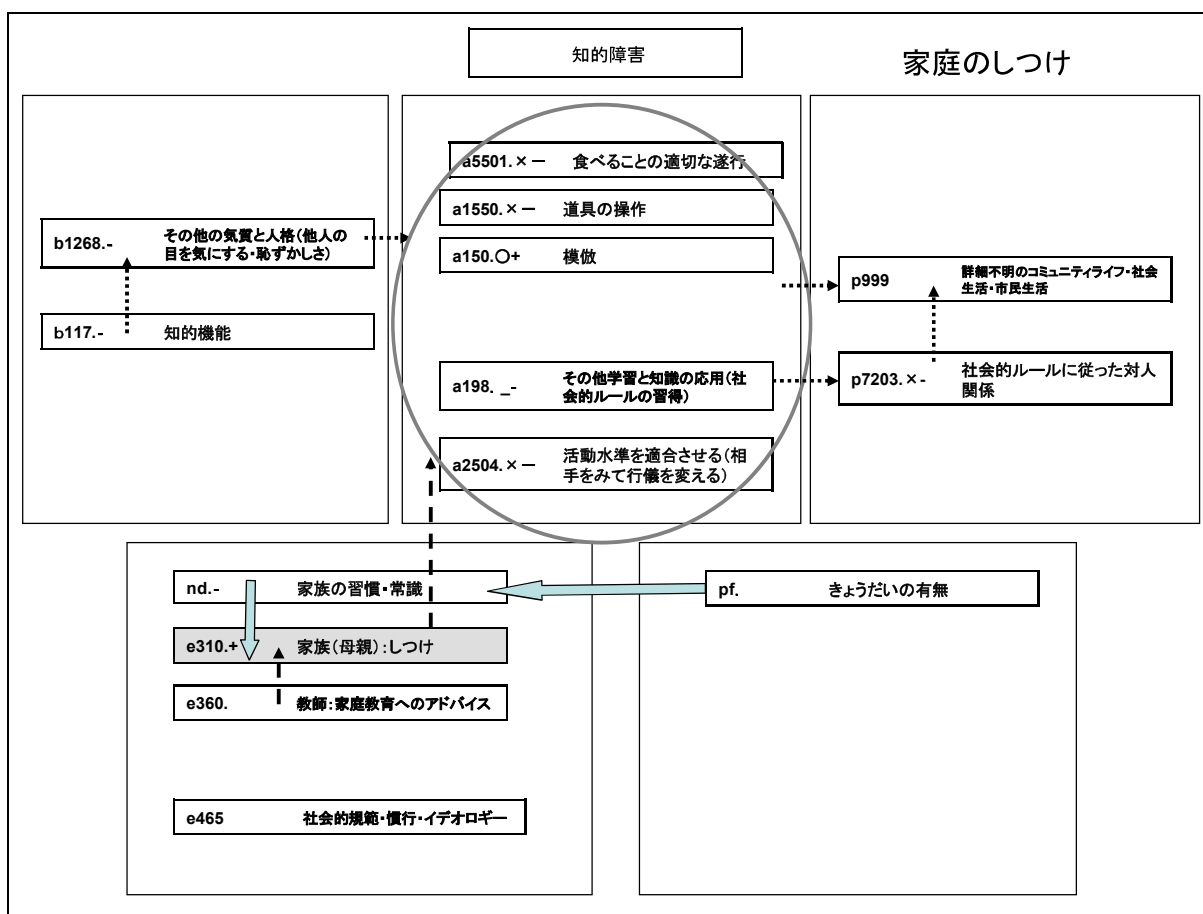 知的障害
家庭のしつけ
b1268.- その他の気質と人格(他人の
目を気にする・恥ずかしさ)
b117.- 知的機能
a5501.×－ 食べることの適切な遂行
a1550.×－ 道具の操作
a150.○+ 模倣
a198. _- その他学習と知識の応用(社
会的ルールの習得)
a2504.×－ 活動水準を適合させる(相
手をみて行儀を変える)
p999 詳細不明のコミュニティライフ・社会
生活・市民生活
p7203.×- 社会的ルールに従った対人
関係
nd.- 家族の習慣・常識
e310.+ 家族(母親):しつけ
e360. 教師:家庭教育へのアドバイス
e465 社会的規範・慣行・イデオロギー
pf. きょうだいの有無